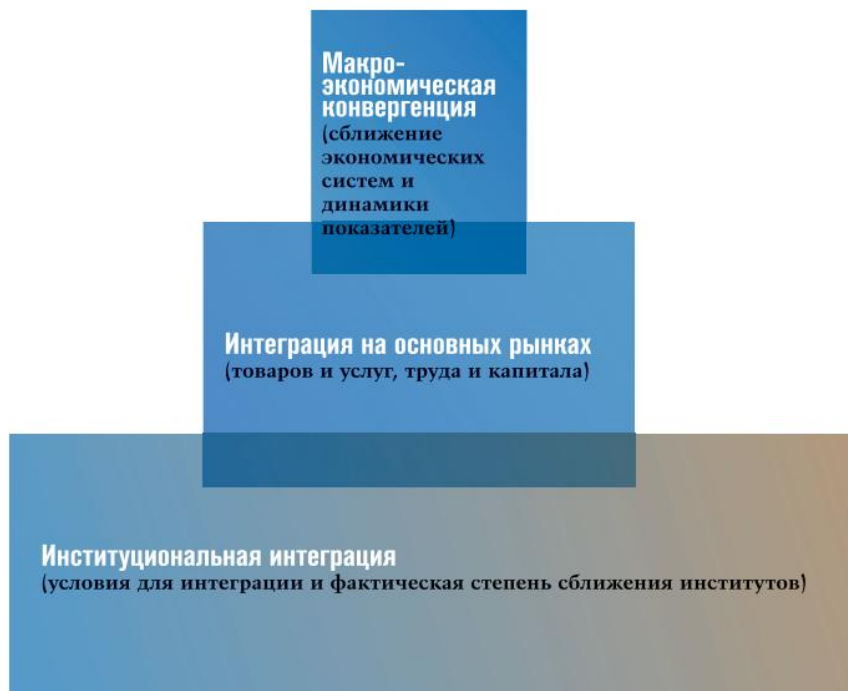 Макро-
экономическая
конвергенция
(сближение
экономических
систем и
динамики
показателей)
Интеграция на основных рынках
(товаров и услуг, труда и капитала)
Институциональная интеграция
(условия для интеграции и фактическая степень сближения институтов)